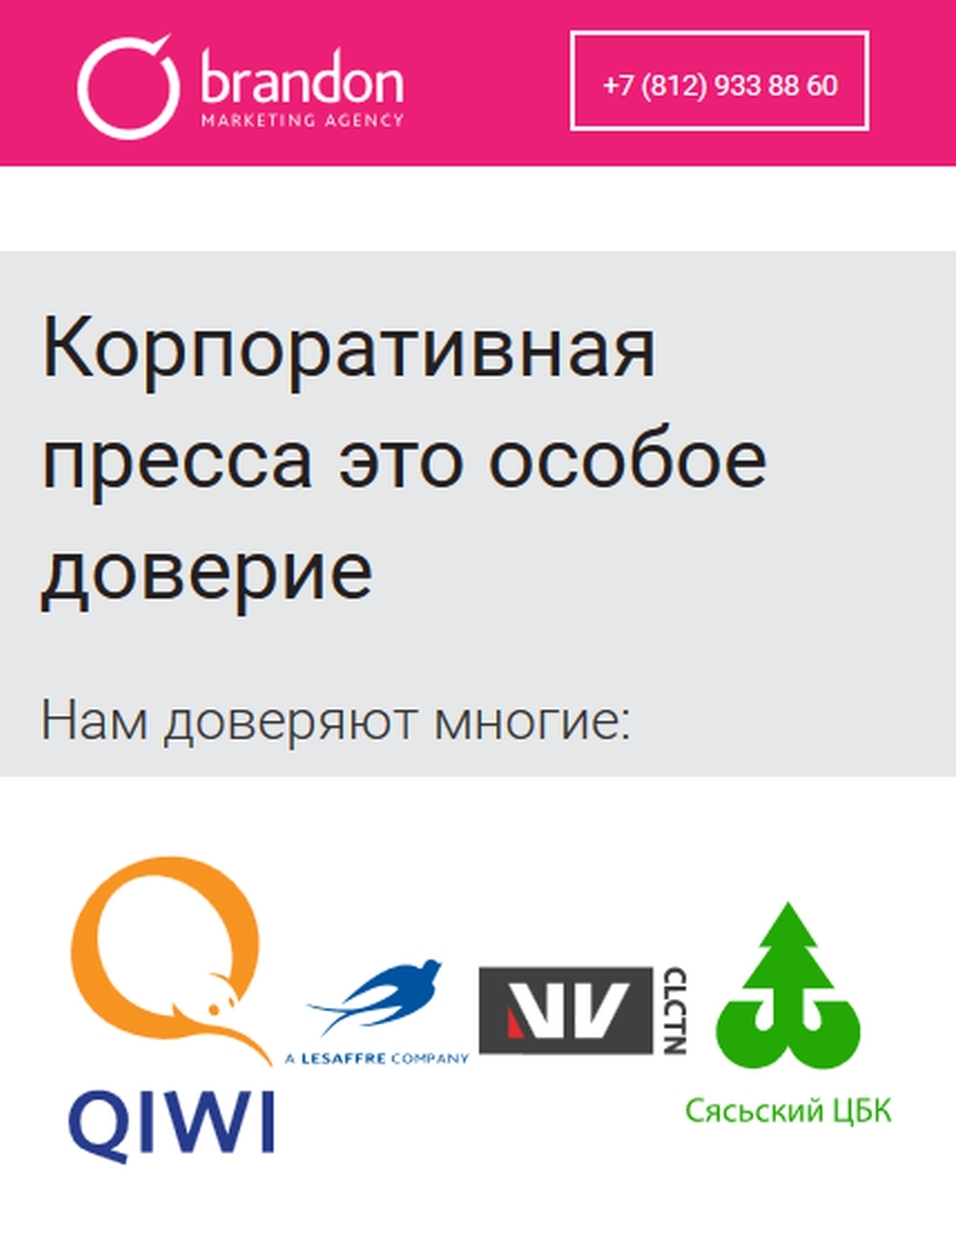 brandon
MARKETING AGENCY
+7 (812) 933 88 60
Корпоративная
пресса это особое
доверие
Нам доверяют многие:
QIWI
A LESAFFRE COMPANY
VV
CLCTN
Сясьский ЦБК